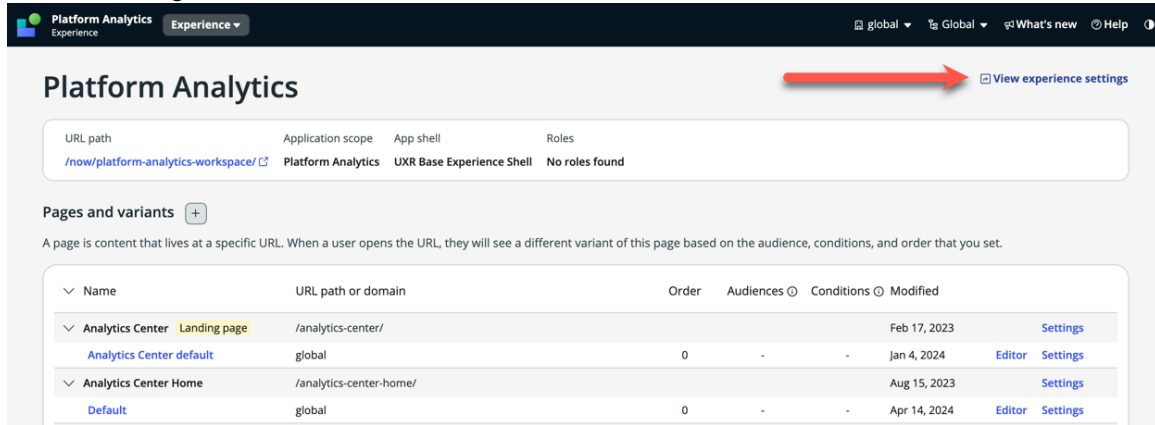 Platform Analytics
Experience
Experience
global
Global
What's new
Help
Platform Analytics
View experience settings
URL path Application scope App shell Roles
/now/platform-analytics-workspace/ Platform Analytics UXR Base Experience Shell No roles found
Pages and variants +
A page is content that lives at a specific URL. When a user opens the URL, they will see a different variant of this page based on the audience, conditions, and order that you set.
Name URL path or domain Order Audiences Conditions Modified
Analytics Center Landing page /analytics-center/ Feb 17, 2023 Settings
Analytics Center default global 0 - - Jan 4, 2024 Editor Settings
Analytics Center Home /analytics-center-home/ Aug 15, 2023 Settings
Default global 0 - - Apr 14, 2024 Editor Settings